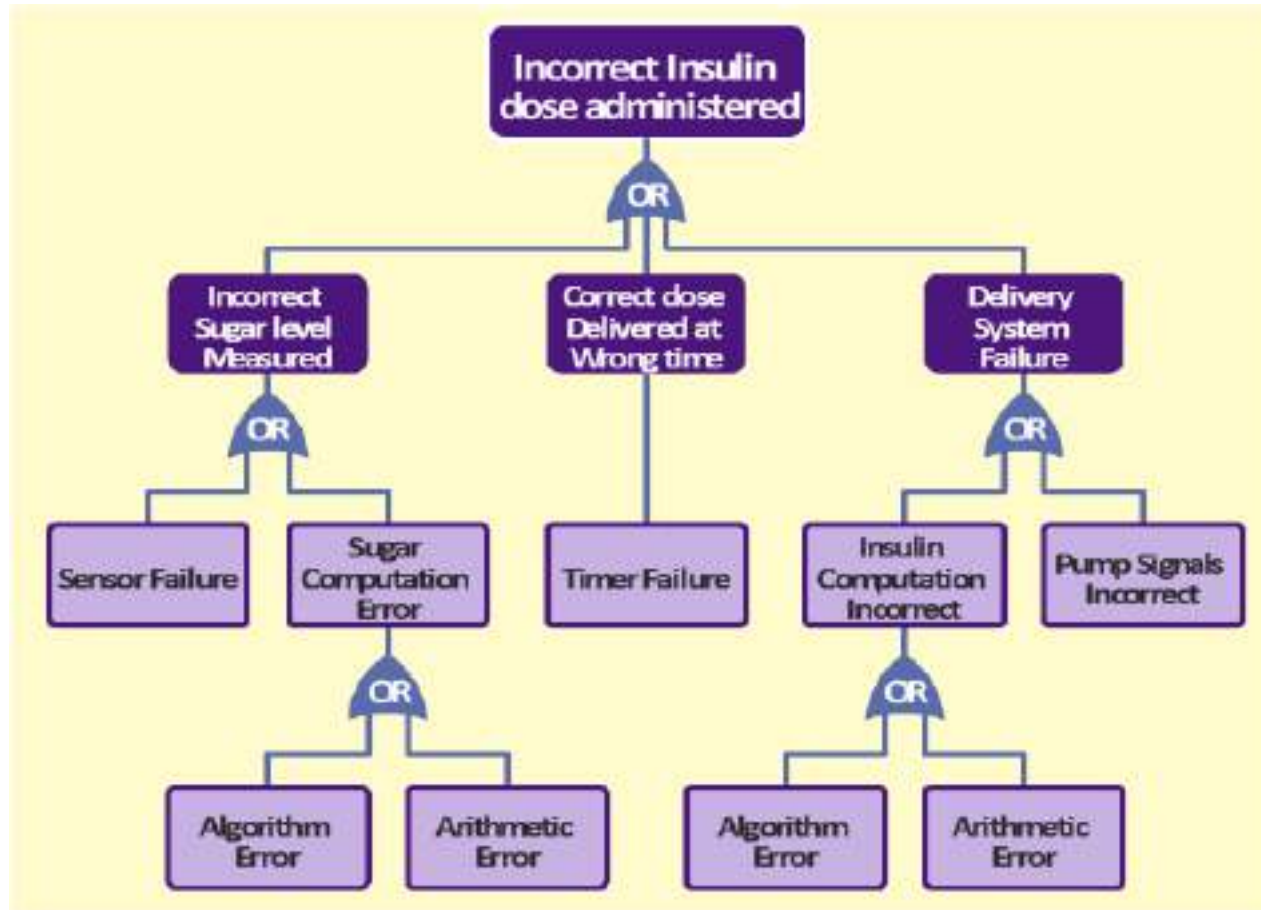 Incorrect Insulin
dose administered
OR
Incorrect
Sugar level
Measured
Correct dose
Delivered at
Wrong time
Delivery
System
Failure
OR
OR
Sensor Failure
Sugar
Computation
Error
Timer Failure
Insulin
Computation
Incorrect
Pump Signals
Incorrect
OR
OR
Algorithm
Error
Arithmetic
Error
Algorithm
Error
Arithmetic
Error